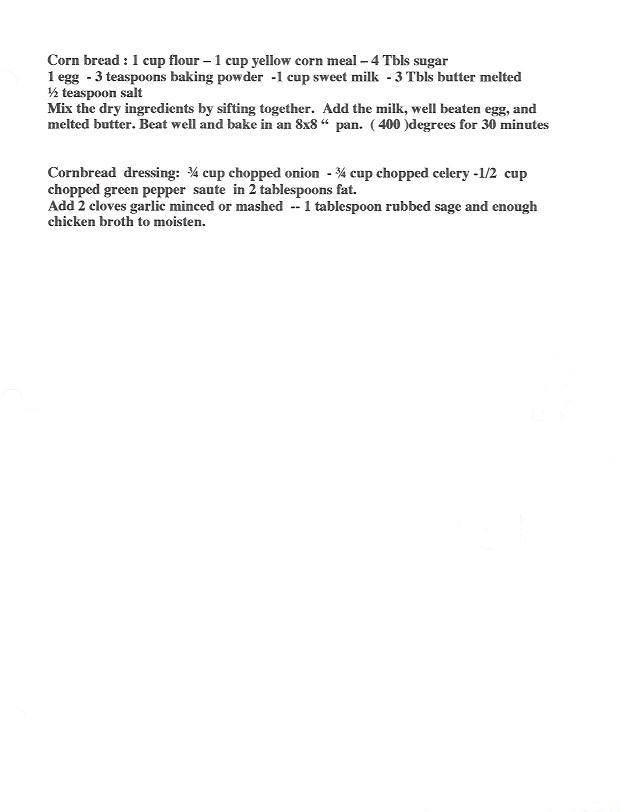 Corn bread : 1 cup flour – 1 cup yellow corn meal – 4 Tbls sugar
1 egg - 3 teaspoons baking powder -1 cup sweet milk - 3 Tbls butter melted
½ teaspoon salt
Mix the dry ingredients by sifting together. Add the milk, well beaten egg, and
melted butter. Beat well and bake in an 8x8 “ pan. ( 400 )degrees for 30 minutes
Cornbread dressing: ¾ cup chopped onion - ¾ cup chopped celery -1/2 cup
chopped green pepper saute in 2 tablespoons fat.
Add 2 cloves garlic minced or mashed -- 1 tablespoon rubbed sage and enough
chicken broth to moisten.